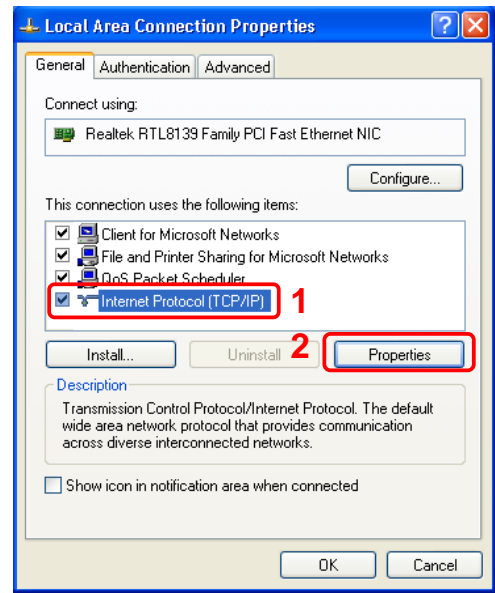 Local Area Connection Properties
General Authentication Advanced
Connect using:
Realtek RTL8139 Family PCI Fast Ethernet NIC
Configure...
This connection uses the following items:
Client for Microsoft Networks
File and Printer Sharing for Microsoft Networks
QoS Packet Scheduler
Internet Protocol (TCP/IP) 1
Install... Uninstall 2 Properties
Description
Transmission Control Protocol/Internet Protocol. The default
wide area network protocol that provides communication
across diverse interconnected networks.
Show icon in notification area when connected
OK Cancel